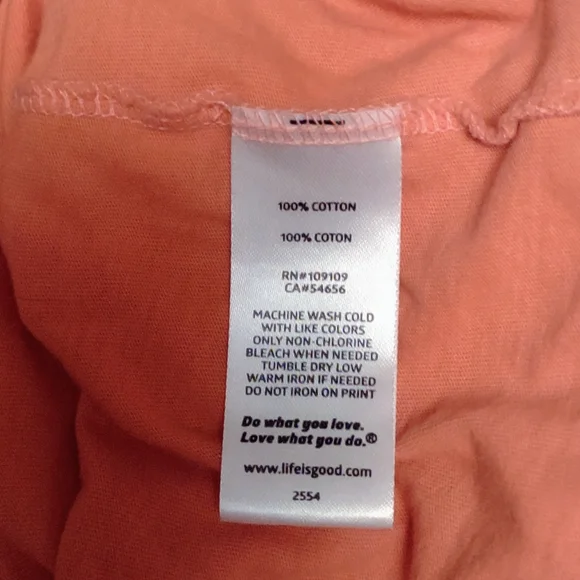 100% COTTON
100% COTON
RN#109109
CA#54656
MACHINE WASH COLD
WITH LIKE COLORS
ONLY NON-CHLORINE
BLEACH WHEN NEEDED
TUMBLE DRY LOW
WARM IRON IF NEEDED
DO NOT IRON ON PRINT
Do what you love.
Love what you do.®
www.lifeisgood.com
2554